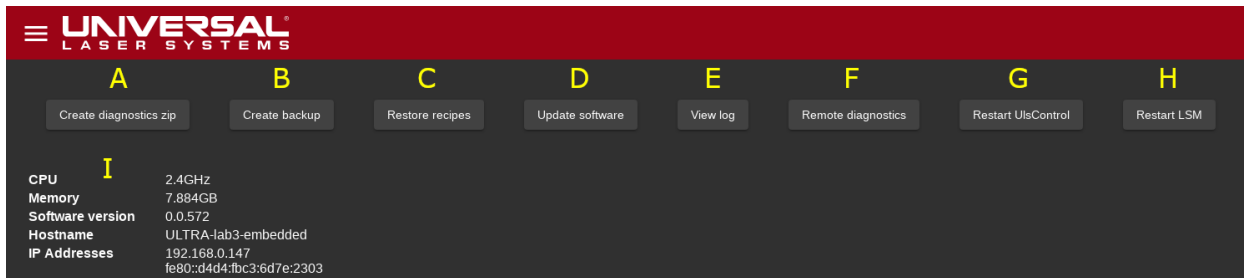 UNIVERSAL®
LASER SYSTEMS
A B C D E F G H
Create diagnostics zip Create backup Restore recipes Update software View log Remote diagnostics Restart UlsControl Restart LSM
I
CPU 2.4GHz
Memory 7.884GB
Software version 0.0.572
Hostname ULTRA-lab3-embedded
IP Addresses 192.168.0.147
fe80::d4d4:fbc3:6d7e:2303